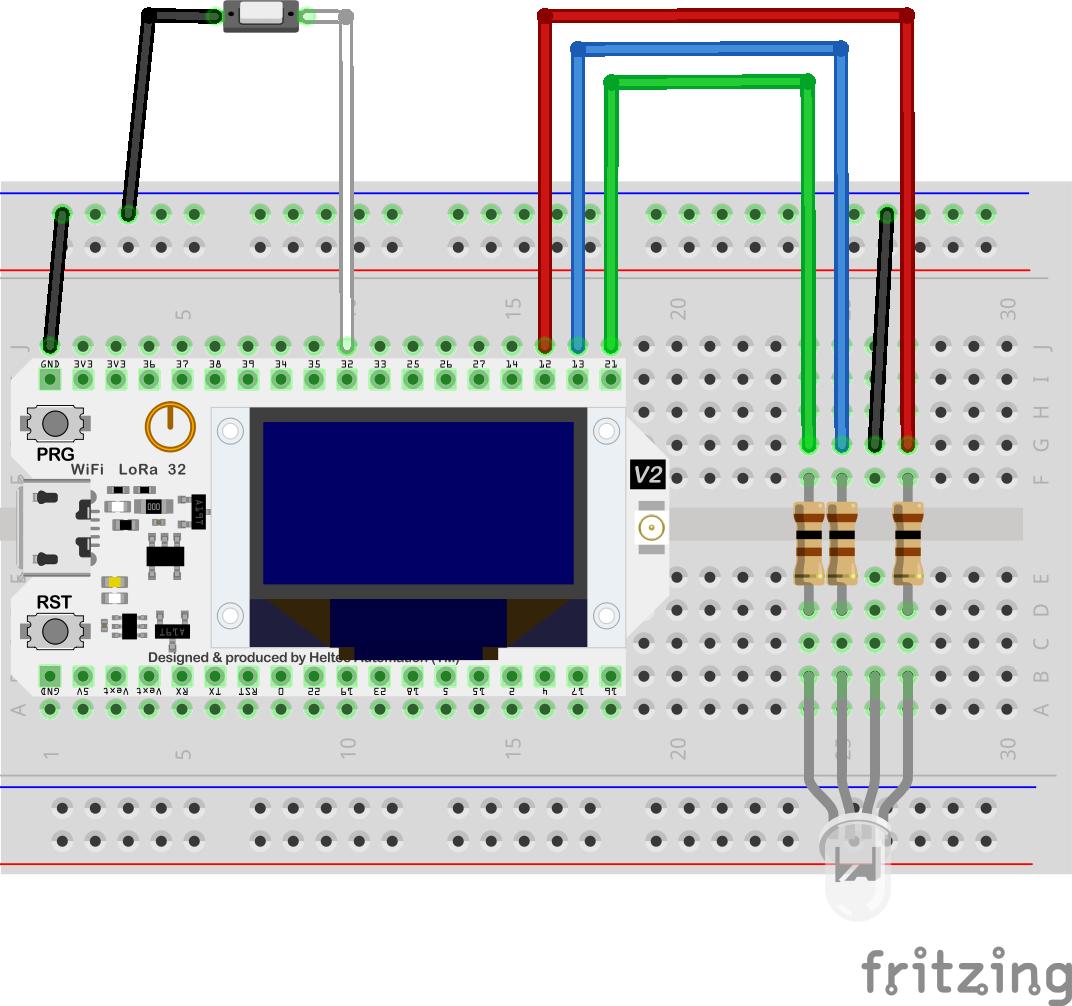 5 10 15 20 25 30
J
GND 3V3 3V3 36 37 38 39 34 35 32 33 25 26 27 14 12 13 21
I
H
PRG
G
WiFi LoRa 32
V2
F
000
A19T
E
RST
A19T
D
C
Designed & produced by Heltec Automation (TM)
B
GND 5V Vext Vext RX TX RST 0 22 19 23 18 5 15 2 4 17 16
A A
1 5 10 15 20 25 30
fritzing